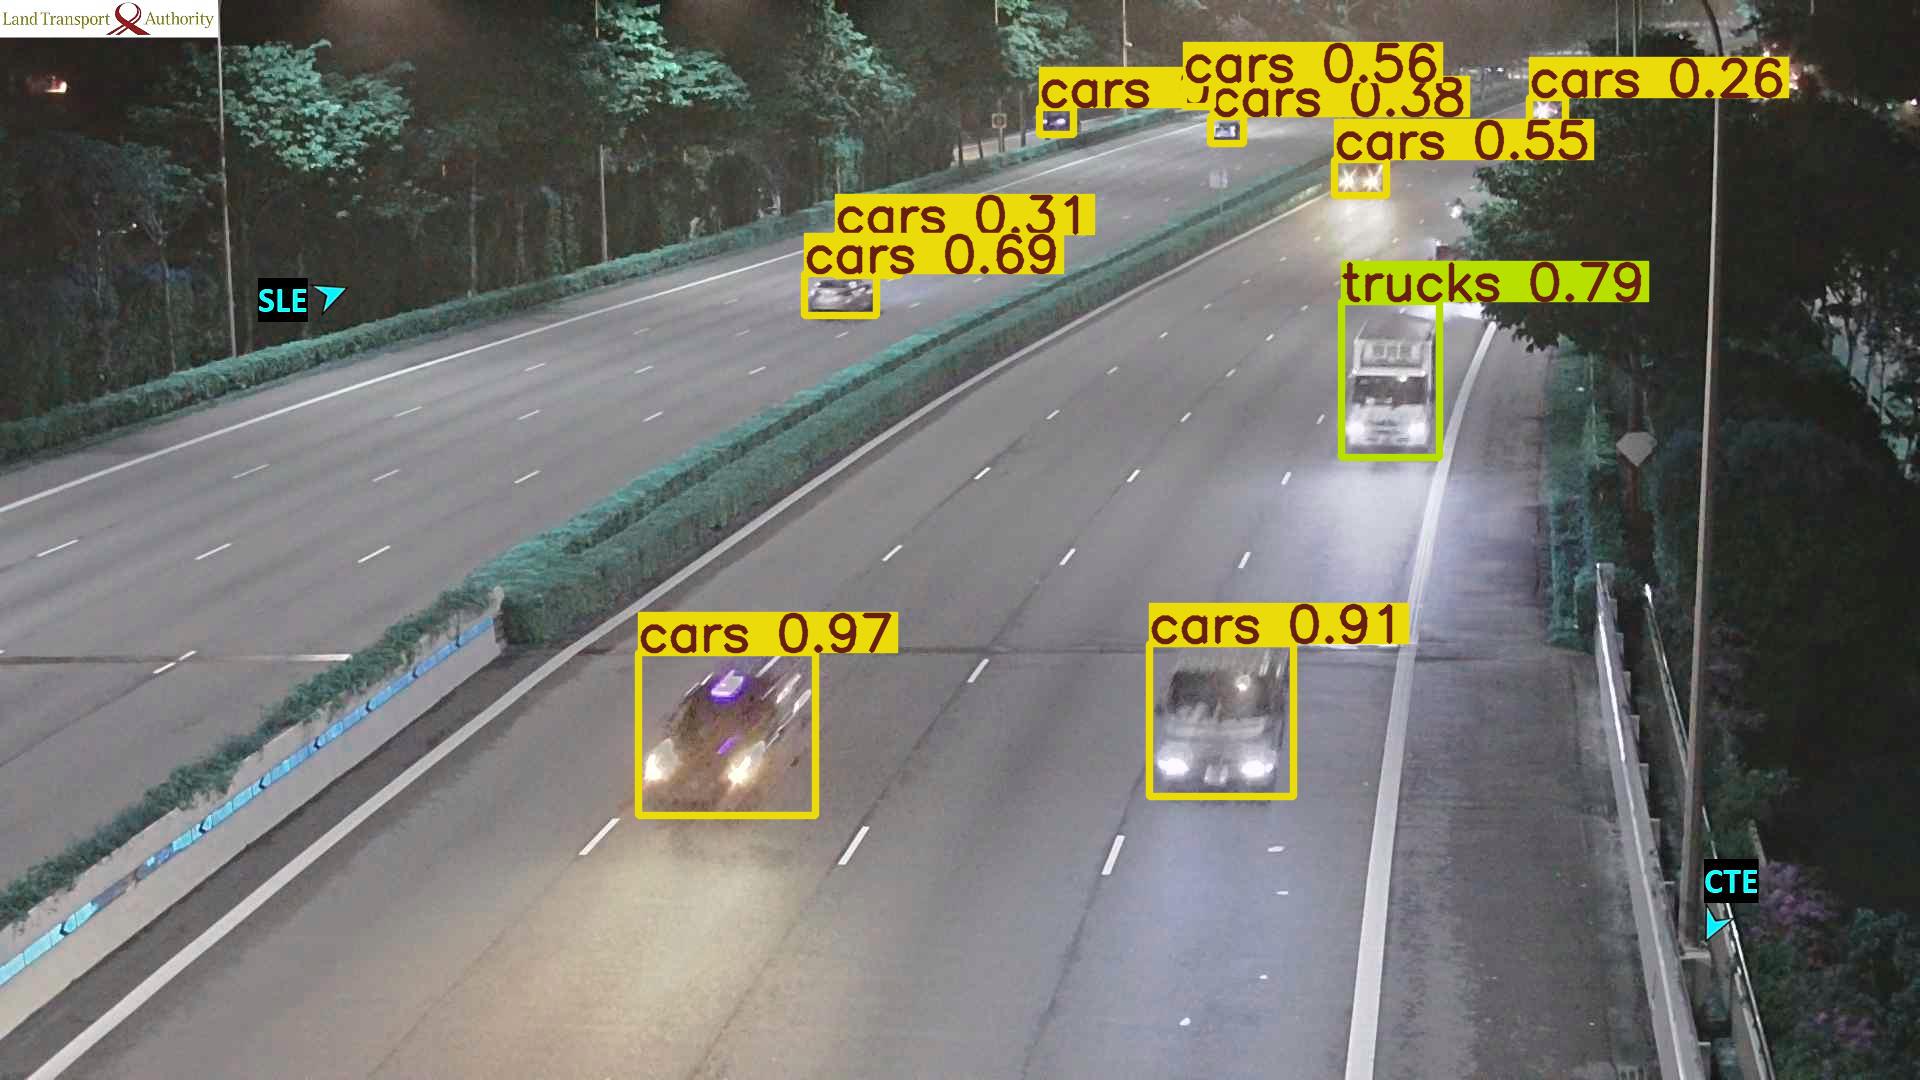 Land Transport Authority
cars 0.56
cars
cars 0.38
cars 0.26
cars 0.55
cars 0.31
cars 0.69
trucks 0.79
SLE
cars 0.97
cars 0.91
CTE